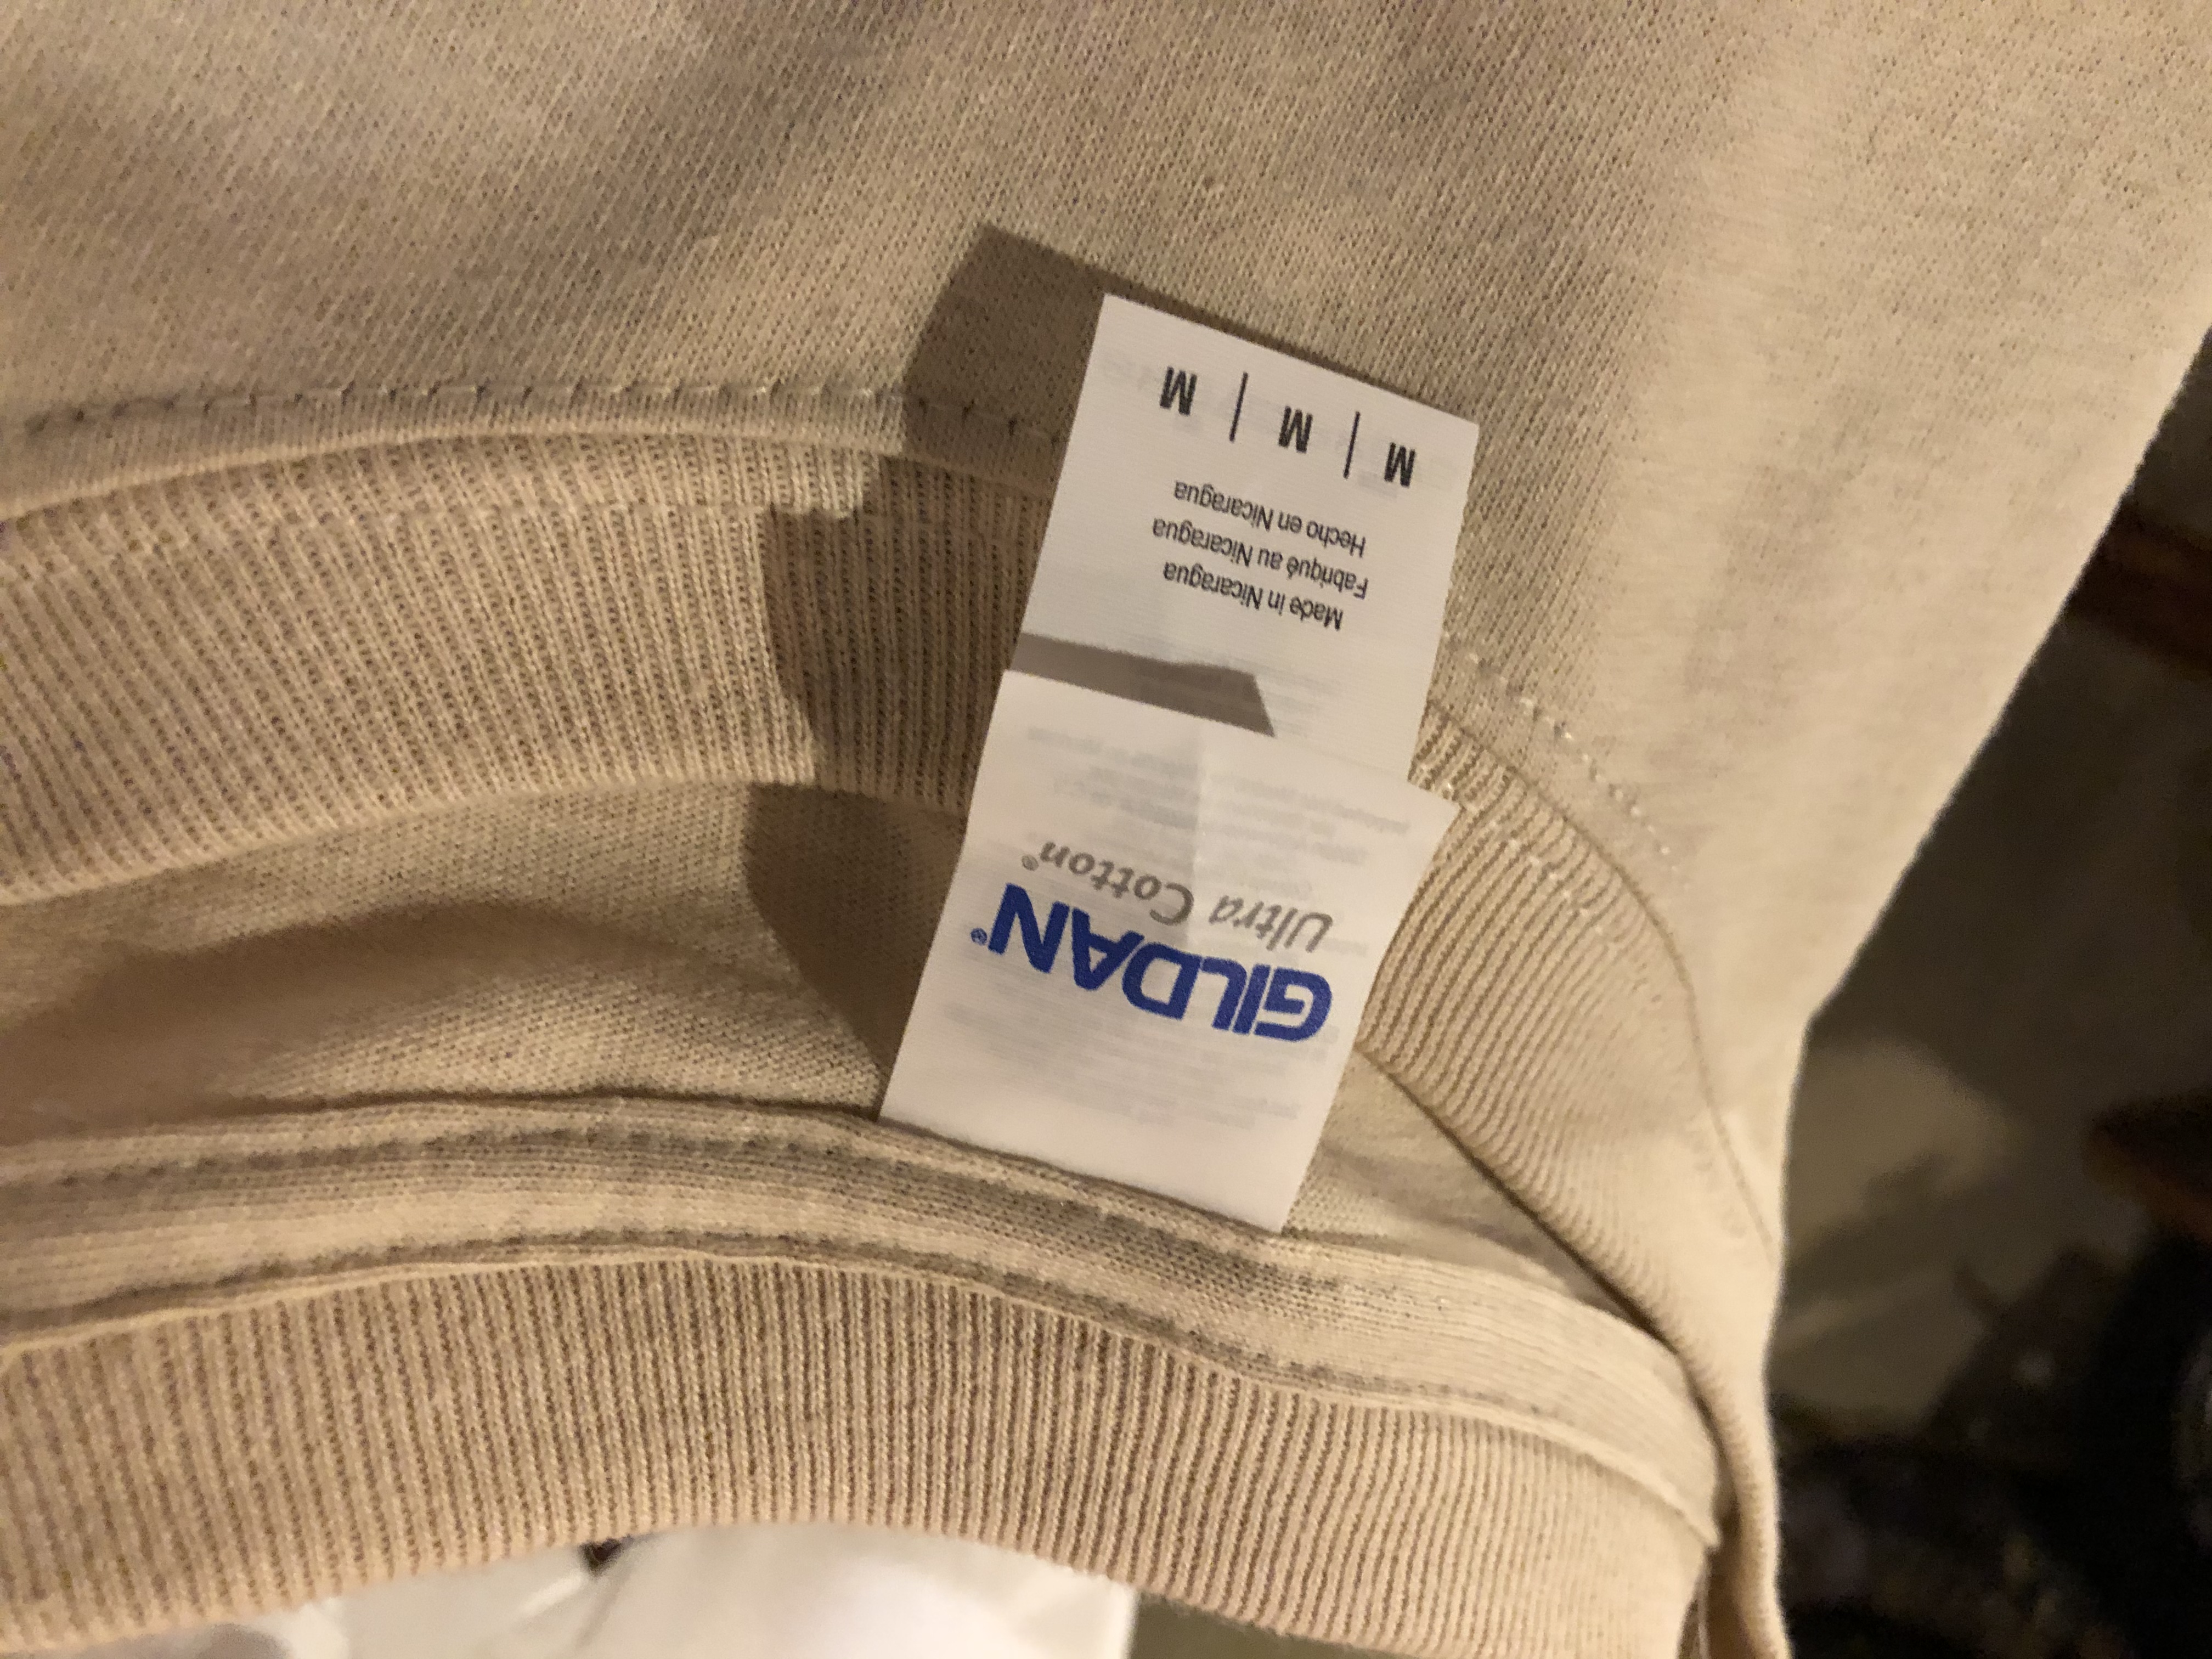 GILDAN®
Ultra Cotton®
Made in Nicaragua
Fabriqué au Nicaragua
Hecho en Nicaragua
M | M | M